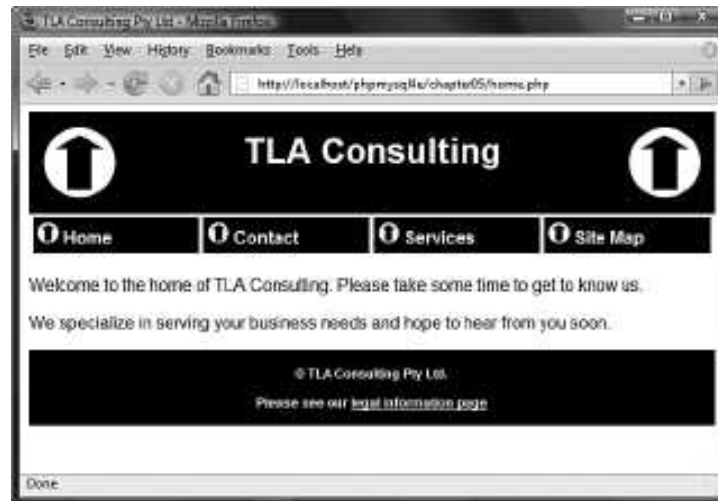 TLA Consulting Pty Ltd - Mozilla Firefox
File Edit View History Bookmarks Tools Help
http://localhost/phpmysql4e/chapter05/home.php
TLA Consulting
Home Contact Services Site Map
Welcome to the home of TLA Consulting. Please take some time to get to know us.
We specialize in serving your business needs and hope to hear from you soon.
© TLA Consulting Pty Ltd.
Please see our legal information page
Done